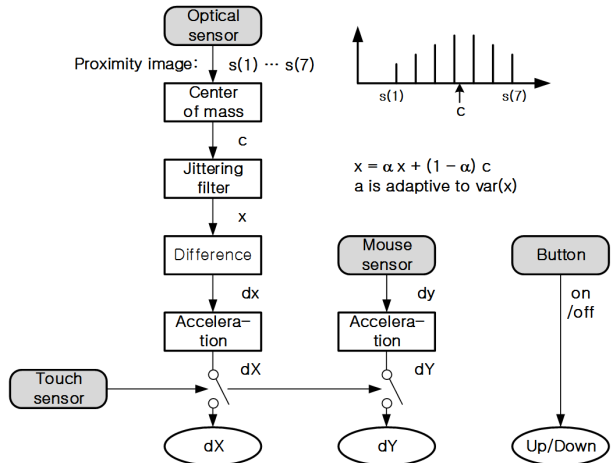 Optical
sensor
Proximity image: s(1) ··· s(7)
Center
of mass
c
Jittering
filter
x
Difference
dx
Accelera-
tion
dX
Touch
sensor
dX
s(1)
s(7)
c
x = α x + (1 − α) c
a is adaptive to var(x)
Mouse
sensor
dy
Accelera-
tion
dY
dY
Button
on
/off
Up/Down